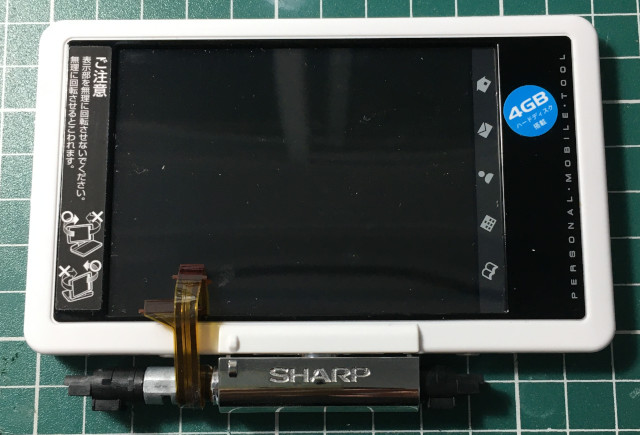 ご注意
表示部を無理に回転させないでください。
無理に回転させるとこわれます。
4GB
ハードディスク
搭載
PERSONAL・MOBILE・TOOL
SHARP